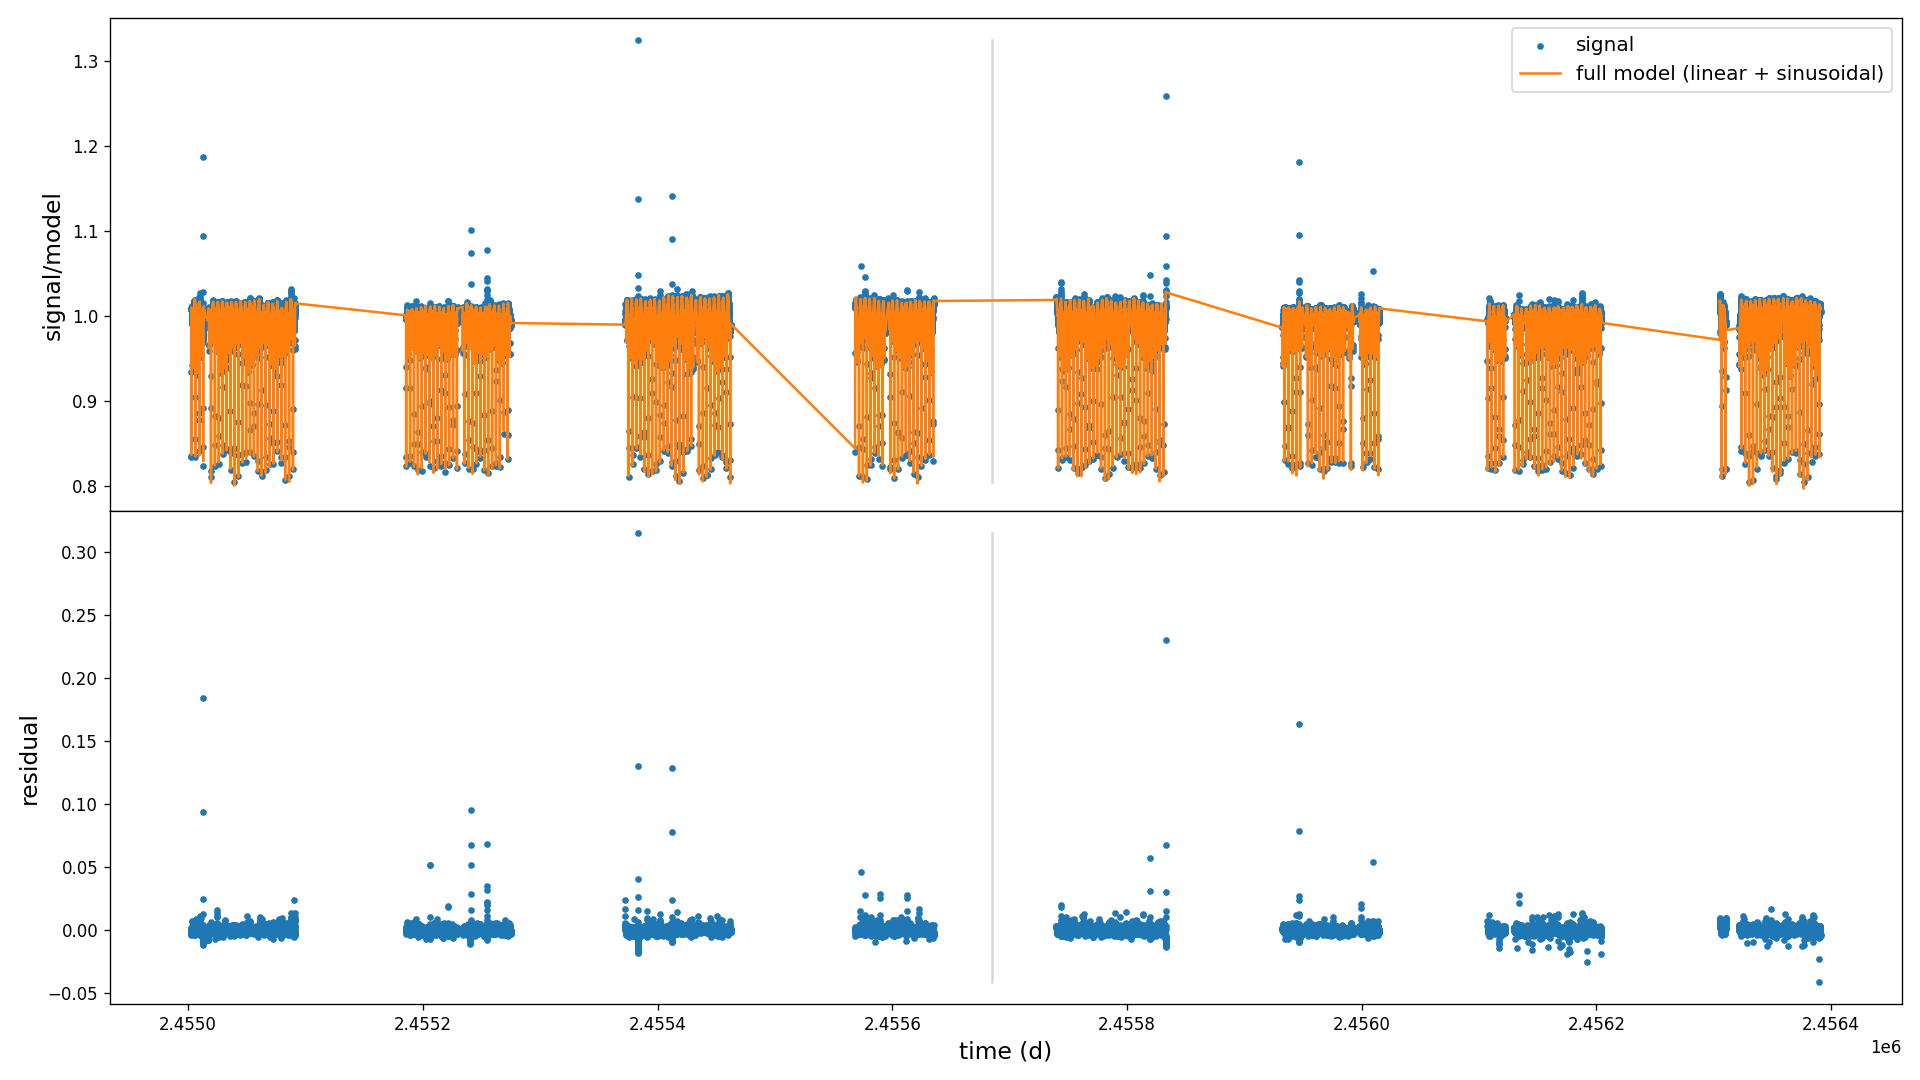 signal/model
1.3
1.2
1.1
1.0
0.9
0.8
signal
full model (linear + sinusoidal)
residual
0.30
0.25
0.20
0.15
0.10
0.05
0.00
−0.05
2.4550 2.4552 2.4554 2.4556 2.4558 2.4560 2.4562 2.4564
1e6
time (d)